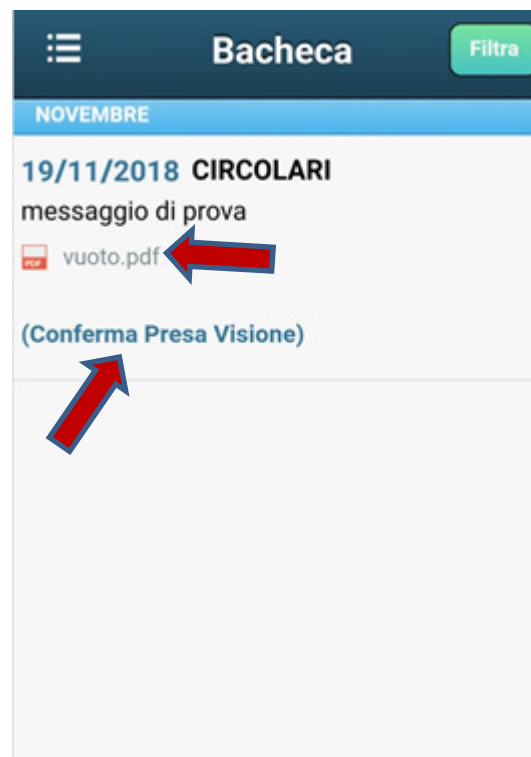 Bacheca
Filtra
NOVEMBRE
19/11/2018 CIRCOLARI
messaggio di prova
PDF vuoto.pdf
(Conferma Presa Visione)